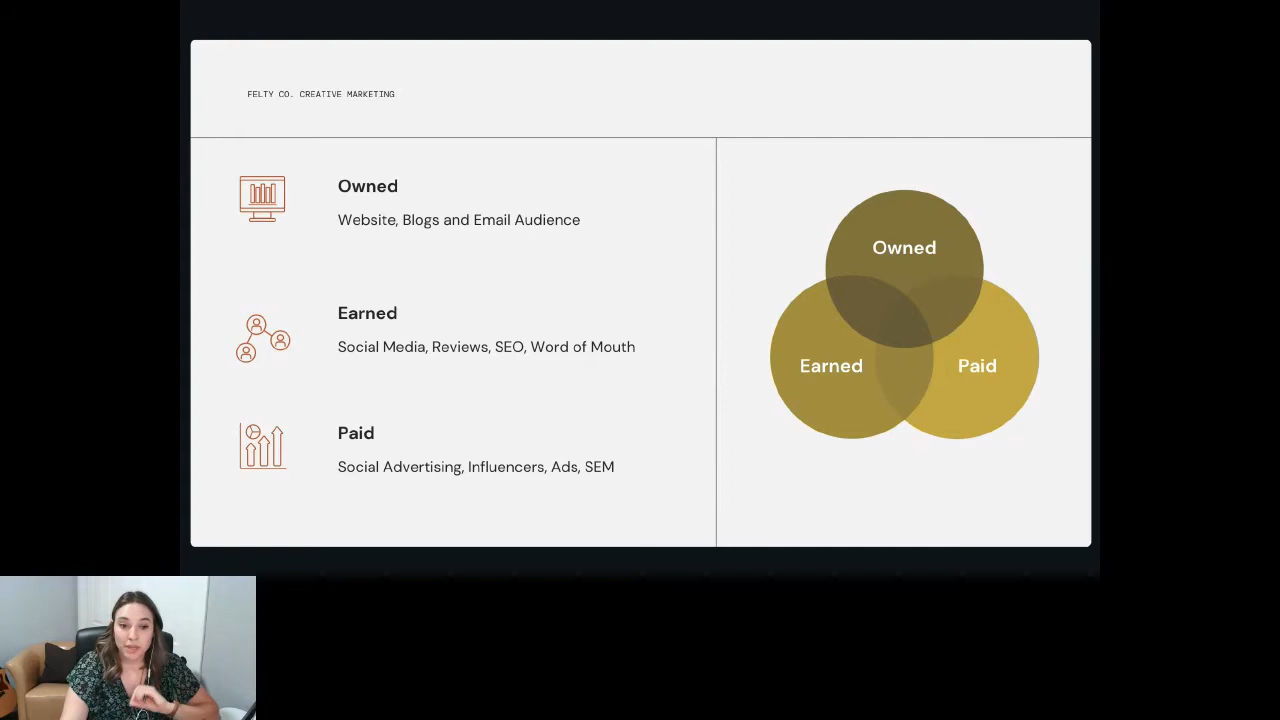 FELTY CO. CREATIVE MARKETING
Owned
Website, Blogs and Email Audience
Earned
Social Media, Reviews, SEO, Word of Mouth
Paid
Social Advertising, Influencers, Ads, SEM
Owned
Earned
Paid